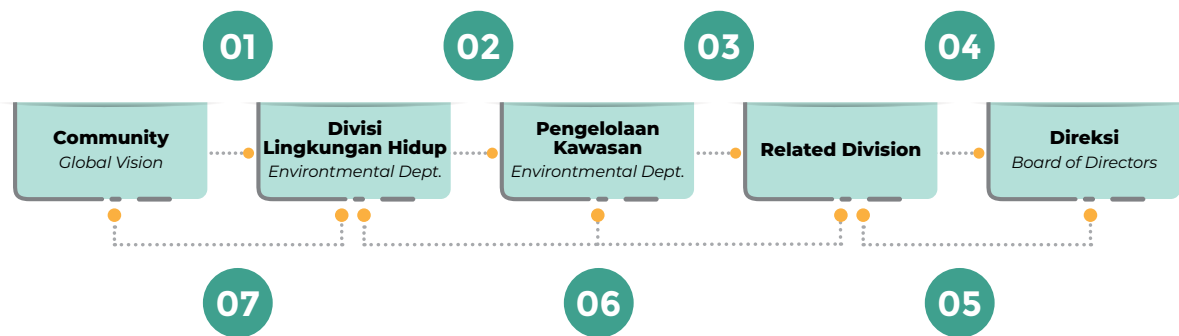 01
02
03
04
Community
Global Vision
Divisi
Lingkungan Hidup
Environtmental Dept.
Pengelolaan
Kawasan
Environtmental Dept.
Related Division
Direksi
Board of Directors
07
06
05